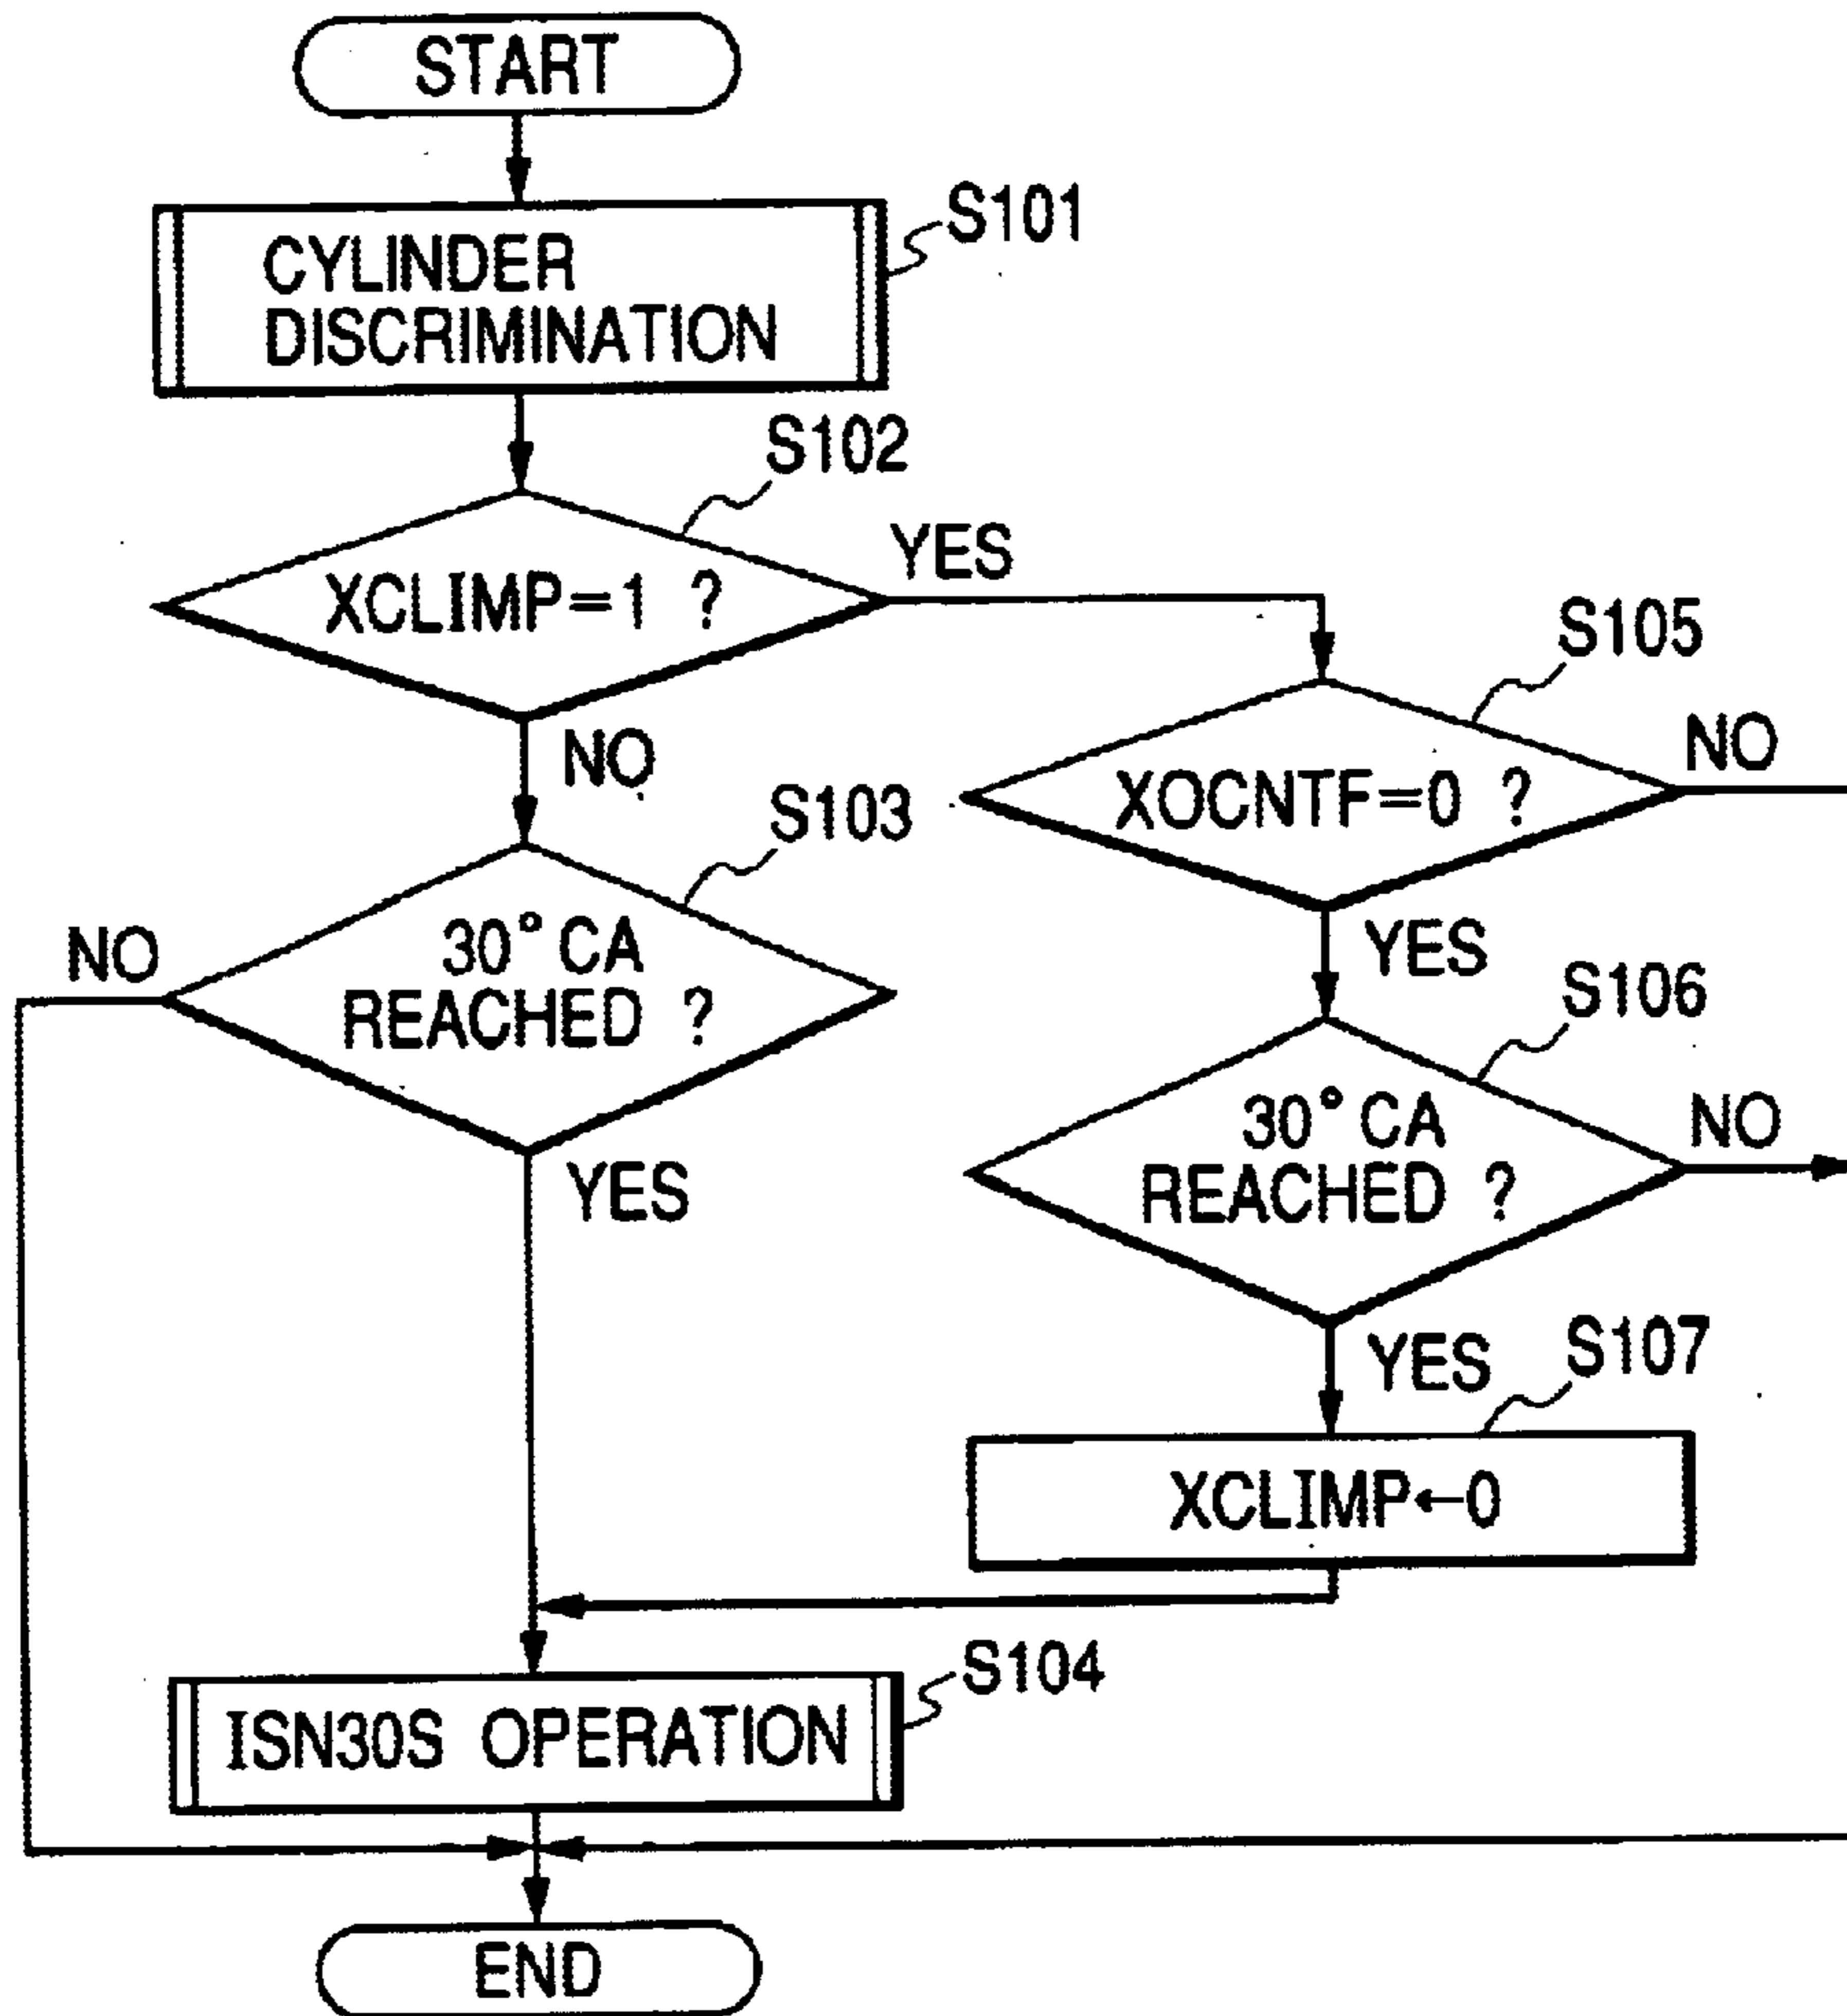 START
CYLINDER
DISCRIMINATION
S101
S102
XCLIMP=1 ?
YES
NO
S105
XOCNTF=0 ?
NO
YES
S103
30°CA
REACHED ?
NO
YES
S106
30°CA
REACHED ?
NO
YES
S107
XCLIMP←0
S104
ISN30S OPERATION
END